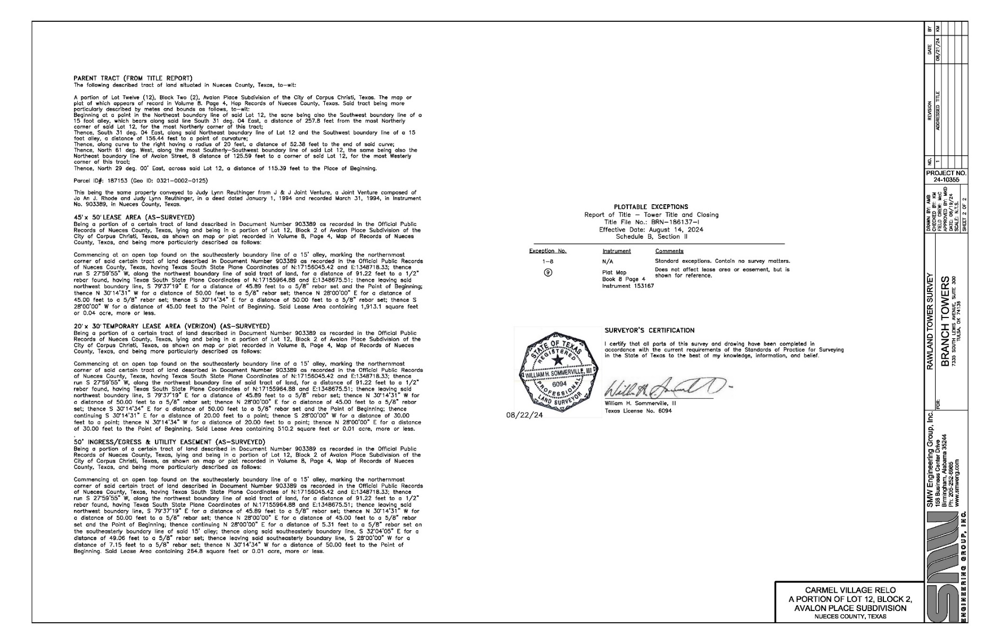 PARENT TRACT (FROM TITLE REPORT)
The following described tract of land situated in Nueces County, Texas, to-wit:
A portion of Lot Twelve (12), Block Two (2), Avalon Place Subdivision of the City of Corpus Christi, Texas. The map or
plat of which appears of record in Volume 8. Page 4, Hap Records of Nueces County, Texas. Said tract being more
particularly described by metes and bounds as follows, to-wit:
Beginning at a point in the Northeast boundary line of said Lot 12, the sane being also the Southwest boundary line of a
15 foot alley, which bears along said line South 31 deg. 04 East, a distance of 257.8 feet from the most Northerly
corner of said Lot 12, for the most Northerly corner of this tract;
Thence, South 31 deg. 04 East, along said Northeast boundary line of Lot 12 and the Southwest boundary line of a 15
foot alley, a distance of 156.44 fest to a point of curvature;
Thence, along curve to the right having a radius of 20 feet, a distance of 52.38 feet to the end of said curve;
Thence, North 61 deg. West, along the most Southerly-Southwest boundary line of said Lot 12, the same being also the
Northeast boundary line of Avalon Street, 8 distance of 125.59 feet to a corner of said Lot 12, for the most Westerly
corner of this tract;
Thence, North 29 deg. 00' East, across said Lot 12, a distance of 115.39 feet to the Place of Beginning.
Parcel ID#: 187153 (Geo ID: 0321-0002-0125)
This being the same property conveyed to Judy Lynn Reuthinger from J & J Joint Venture, a Joint Venture composed of
Jo An J. Rhode and Judy Lynn Reuthinger, in a deed dated January 1, 1994 and recorded March 31, 1994, in Instrument
No. 903389, in Nueces County, Texas.
45' x 50' LEASE AREA (AS-SURVEYED)
Being a portion of a certain tract of land described in Document Number 903389 as recorded in the Official Public
Records of Nueces County, Texas, lying and being in a portion of Lot 12, Block 2 of Avalon Place Subdivision of the
City of Corpus Christi, Texas, as shown on map or plat recorded in Volume 8, Page 4, Map of Records of Nueces
County, Texas, and being more particularly described as follows:
Commencing at an open top found on the southeasterly boundary line of a 15' alley, marking the northernmost
corner of said certain tract of land described in Document Number 903389 as recorded in the Official Public Records
of Nueces County, Texas, having Texas South State Plane Coordinates of N:17156045.42 and E:1348718.33; thence
run S 27°59'55" W, along the northwest boundary line of said tract of land, for a distance of 91.22 feet to a 1/2"
rebar found, having Texas South State Plane Coordinates of N:17155964.88 and E:1348675.51; thence leaving said
northwest boundary line, S 79°37'19" E for a distance of 45.89 feet to a 5/8" rebar set and the Point of Beginning;
thence N 30°14'31" W for a distance of 50.00 feet to a 5/8" rebar set; thence N 28°00'00" E for a distance of
45.00 feet to a 5/8" rebar set; thence S 30°14'34" E for a distance of 50.00 feet to a 5/8" rebar set; thence S
28°00'00" W for a distance of 45.00 feet to the Point of Beginning. Said Lease Area containing 1,913.1 square feet
or 0.04 acre, more or less.
20' x 30' TEMPORARY LEASE AREA (VERIZON) (AS-SURVEYED)
Being a portion of a certain tract of land described in Document Number 903389 as recorded in the Official Public
Records of Nueces County, Texas, lying and being in a portion of Lot 12, Block 2 of Avalon Place Subdivision of the
City of Corpus Christi, Texas, as shown on map or plat recorded in Volume 8, Page 4, Map of Records of Nueces
County, Texas, and being more particularly described as follows:
Commencing at an open top found on the southeasterly boundary line of a 15' alley, marking the northernmost
corner of said certain tract of land described in Document Number 903389 as recorded in the Official Public Records
of Nueces County, Texas, having Texas South State Plane Coordinates of N:17156045.42 and E:1348718.33; thence
run S 27°59'55" W, along the northwest boundary line of said tract of land, for a distance of 91.22 feet to a 1/2"
rebar found, having Texas South State Plane Coordinates of N:17155964.88 and E:1348675.51; thence leaving said
northwest boundary line, S 79°37'19" E for a distance of 45.89 feet to a 5/8" rebar set; thence N 30°14'31" W for
a distance of 50.00 feet to a 5/8" rebar set; thence N 28°00'00" E for a distance of 45.00 feet to a 5/8" rebar
set; thence S 30°14'34" E for a distance of 50.00 feet to a 5/8" rebar set and the Point of Beginning; thence
continuing S 30°14'31" E for a distance of 20.00 feet to a point; thence S 28°00'00" W for a distance of 30.00
feet to a point; thence N 30°14'34" W for a distance of 20.00 feet to a point; thence N 28°00'00" E for a distance
of 30.00 feet to the Point of Beginning. Said Lease Area containing 510.2 square feet or 0.01 acre, more or less.
50' INGRESS/EGRESS & UTILITY EASEMENT (AS-SURVEYED)
Being a portion of a certain tract of land described in Document Number 903389 as recorded in the Official Public
Records of Nueces County, Texas, lying and being in a portion of Lot 12, Block 2 of Avalon Place Subdivision of the
City of Corpus Christi, Texas, as shown on map or plat recorded in Volume 8, Page 4, Map of Records of Nueces
County, Texas, and being more particularly described as follows:
Commencing at an open top found on the southeasterly boundary line of a 15' alley, marking the northernmost
corner of said certain tract of land described in Document Number 903389 as recorded in the Official Public Records
of Nueces County, Texas, having Texas South State Plane Coordinates of N:17156045.42 and E:1348718.33; thence
run S 27°59'55" W, along the northwest boundary line of said tract of land, for a distance of 91.22 feet to a 1/2"
rebar found, having Texas South State Plane Coordinates of N:17155964.88 and E:1348675.51; thence leaving said
northwest boundary line, S 79°37'19" E for a distance of 45.89 feet to a 5/8" rebar set; thence N 30°14'31" W for
a distance of 50.00 feet to a 5/8" rebar set; thence N 28°00'00" E for a distance of 45.00 feet to a 5/8" rebar
set and the Point of Beginning; thence continuing N 28°00'00" E for a distance of 5.31 feet to a 5/8" rebar set on
the southeasterly boundary line of said 15' alley; thence along said southeasterly boundary line, S 32°04'05" E for a
distance of 49.06 feet to a 5/8" rebar set; thence leaving said southeasterly boundary line, S 28°00'00" W for a
distance of 7.15 feet to a 5/8" rebar set; thence N 30°14'34" W for a distance of 50.00 feet to the Point of
Beginning. Said Lease Area containing 264.8 square feet or 0.01 acre, more or less.
PLOTTABLE EXCEPTIONS
Report of Title - Tower Title and Closing
Title File No.: BRN-186137-I
Effective Date: August 14, 2024
Schedule B, Section II
Exception No. Instrument Comments
1-8 N/A Standard exceptions. Contain no survey matters.
9 Plat Map Does not affect lease area or easement, but is
Book 8 Page 4 shown for reference.
Instrument 153167
SURVEYOR'S CERTIFICATION
I certify that all parts of this survey and drawing have been completed in
accordance with the current requirements of the Standards of Practice for Surveying
in the State of Texas to the best of my knowledge, information, and belief.
STATE OF TEXAS
REGISTERED
WILLIAM H. SOMMERVILLE, III
6094
PROFESSIONAL
LAND SURVEYOR
08/22/24
William H. Sommerville, III
Texas License No. 6094
NO. REVISION DATE BY
1 ADDRESSED TITLE 08/21/24 KM
PROJECT NO.
24-10355
DRAWN BY: AMB
CHECKED BY: KM
FIELD CREW: McC
APPROVED BY: MKD
DATE: 06/19/24
SCALE: N.T.S.
SHEET 2 OF 2
RAWLAND TOWER SURVEY
FOR:
BRANCH TOWERS
7335 SOUTH LEWIS AVENUE, SUITE 300
TULSA, OK 74136
SMW Engineering Group, Inc.
158 Business Center Drive
Birmingham, Alabama 35244
Ph: 205-252-6985
www.smweng.com
SMW
ENGINEERING GROUP, INC.
CARMEL VILLAGE RELO
A PORTION OF LOT 12, BLOCK 2,
AVALON PLACE SUBDIVISION
NUECES COUNTY, TEXAS